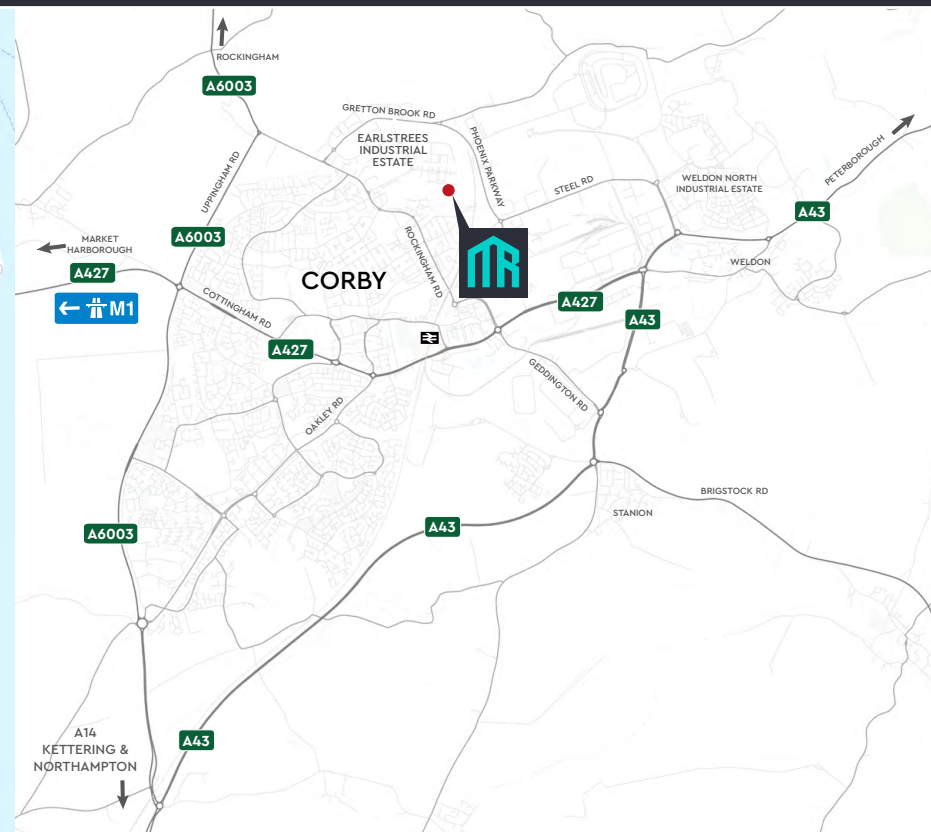 ROCKINGHAM
A6003
GRETTON BROOK RD
EARLSTREES
INDUSTRIAL
ESTATE
PHOENIX PARKWAY
PETERBOROUGH
UPPINGHAM RD
STEEL RD
WELDON NORTH
INDUSTRIAL ESTATE
A43
A6003
MARKET
HARBOROUGH
ROCKINGHAM RD
WELDON
A427
CORBY
M1
COTTINGHAM RD
A427
A43
A427
GEDDINGTON RD
OAKLEY RD
BRIGSTOCK RD
STANION
A43
A6003
A14
KETTERING &
NORTHAMPTON
A43